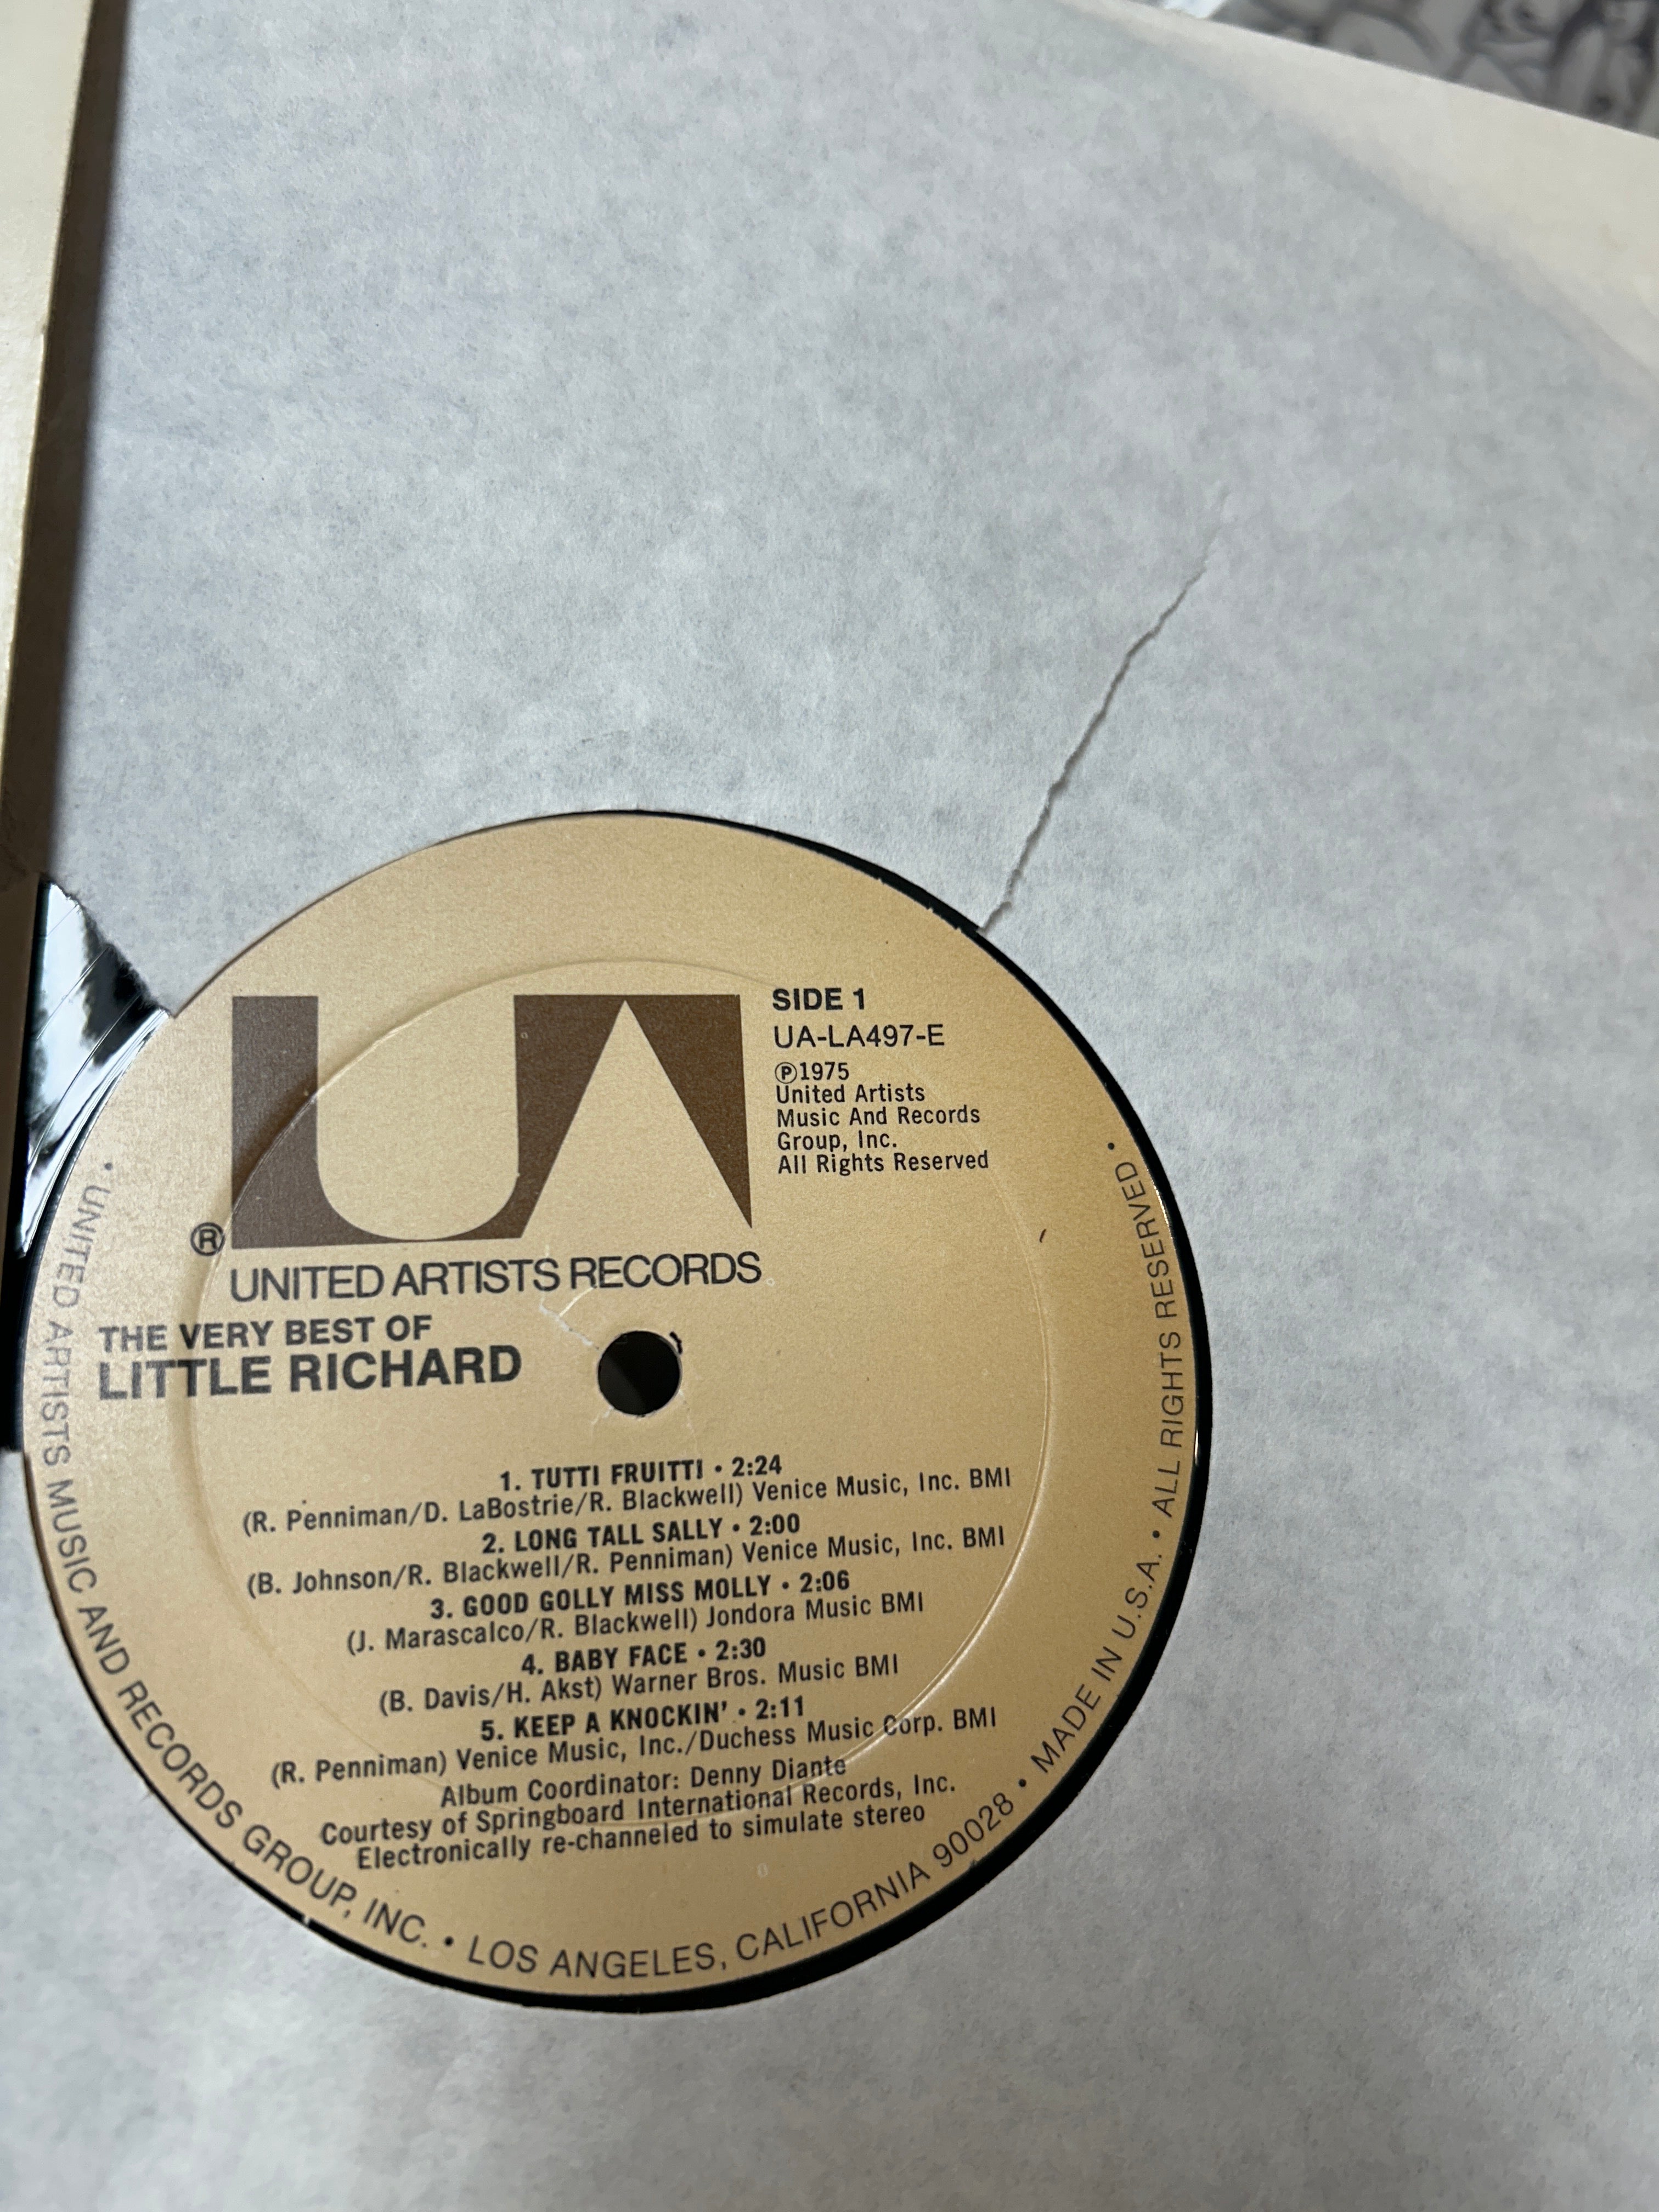 UA
SIDE 1
UA-LA497-E
Ⓟ1975
United Artists
Music And Records
Group, Inc.
All Rights Reserved
®
UNITED ARTISTS RECORDS
THE VERY BEST OF
LITTLE RICHARD
1. TUTTI FRUITTI • 2:24
(R. Penniman/D. LaBostrie/R. Blackwell) Venice Music, Inc. BMI
2. LONG TALL SALLY • 2:00
(B. Johnson/R. Blackwell/R. Penniman) Venice Music, Inc. BMI
3. GOOD GOLLY MISS MOLLY • 2:06
(J. Marascalco/R. Blackwell) Jondora Music BMI
4. BABY FACE • 2:30
(B. Davis/H. Akst) Warner Bros. Music BMI
5. KEEP A KNOCKIN' • 2:11
(R. Penniman) Venice Music, Inc./Duchess Music Corp. BMI
Album Coordinator: Denny Diante
Courtesy of Springboard International Records, Inc.
Electronically re-channeled to simulate stereo
• UNITED ARTISTS MUSIC AND RECORDS GROUP, INC. • LOS ANGELES, CALIFORNIA 90028 • MADE IN U.S.A. • ALL RIGHTS RESERVED •